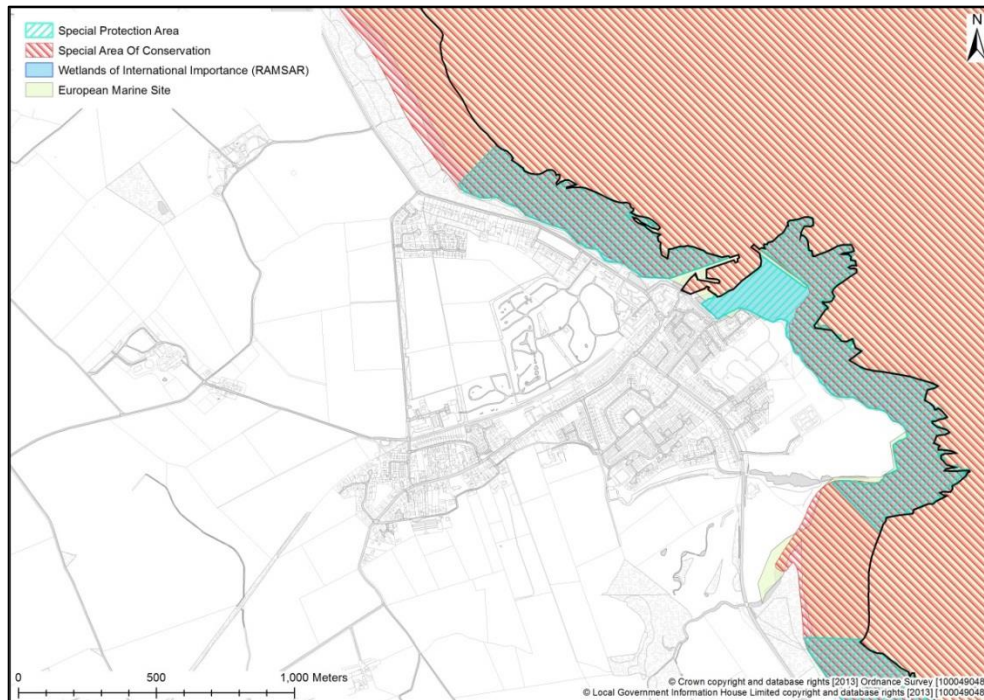 Special Protection Area
Special Area Of Conservation
Wetlands of International Importance (RAMSAR)
European Marine Site
N
0 500 1,000 Meters
© Crown copyright and database rights [2013] Ordnance Survey [100049048
© Local Government Information House Limited copyright and database rights [2013] [100049048